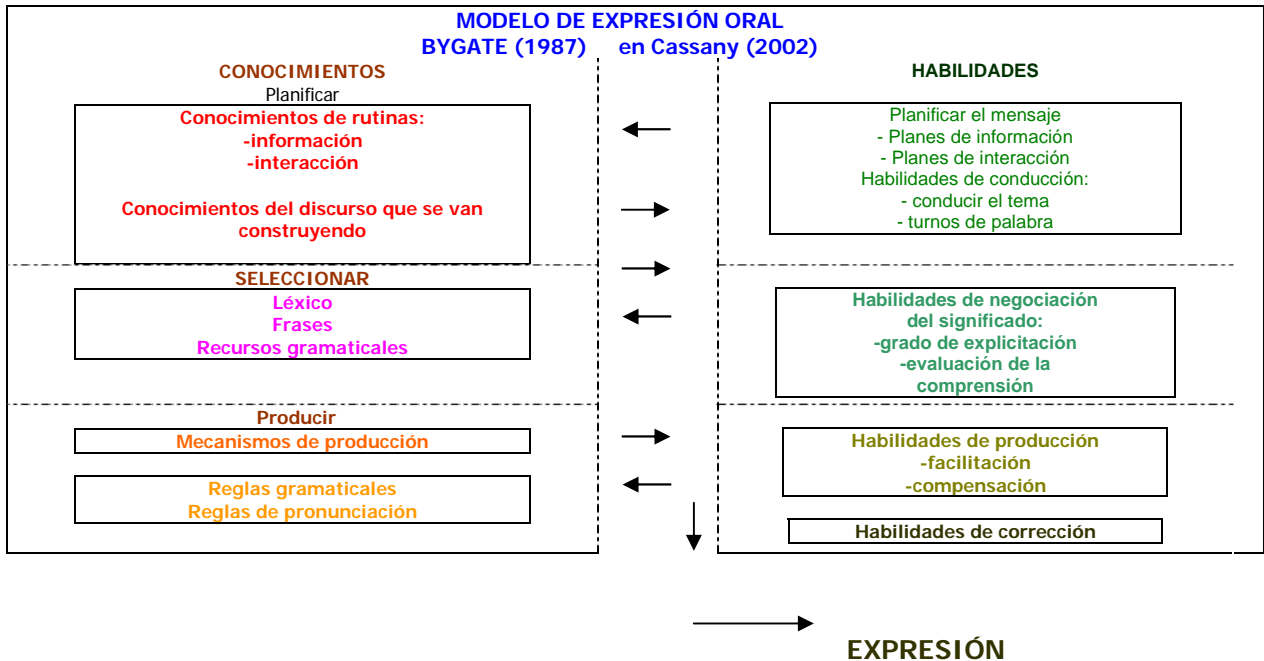 MODELO DE EXPRESIÓN ORAL
BYGATE (1987) en Cassany (2002)
CONOCIMIENTOS
Planificar
Conocimientos de rutinas:
-información
-interacción
Conocimientos del discurso que se van
construyendo
HABILIDADES
Planificar el mensaje
- Planes de información
- Planes de interacción
Habilidades de conducción:
- conducir el tema
- turnos de palabra
SELECCIONAR
Léxico
Frases
Recursos gramaticales
Habilidades de negociación
del significado:
-grado de explicitación
-evaluación de la
comprensión
Producir
Mecanismos de producción
Reglas gramaticales
Reglas de pronunciación
Habilidades de producción
-facilitación
-compensación
Habilidades de corrección
EXPRESIÓN